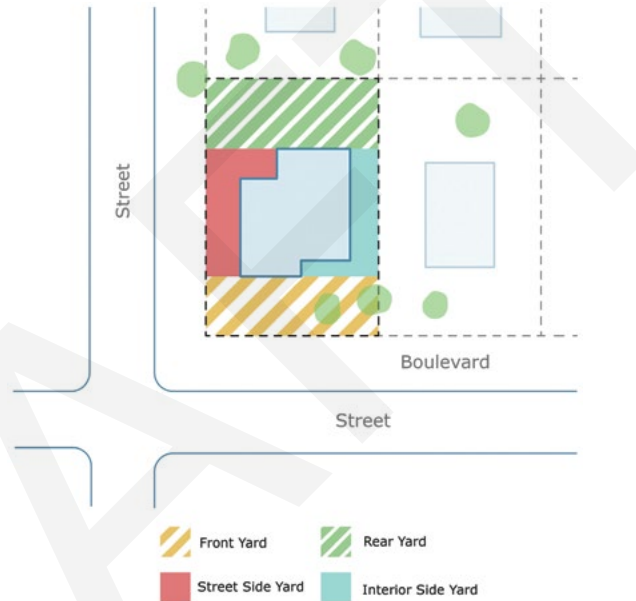 Street
Boulevard
Street
Front Yard
Rear Yard
Street Side Yard
Interior Side Yard